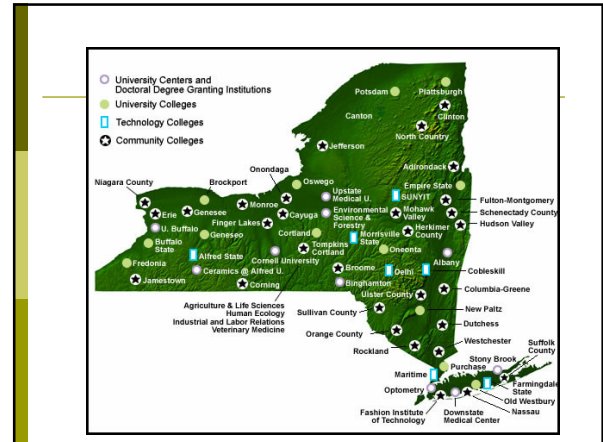 University Centers and
Doctoral Degree Granting Institutions
University Colleges
Technology Colleges
Community Colleges
Potsdam
Plattsburgh
Canton
Clinton
North Country
Jefferson
Adirondack
Onondaga
Niagara County
Brockport
Oswego
Empire State
Upstate
Medical U.
SUNYIT
Fulton-Montgomery
Erie
Genesee
Monroe
Cayuga
Environmental
Science &
Forestry
Mohawk
Valley
Schenectady County
Finger Lakes
Hudson Valley
U. Buffalo
Geneseo
Cortland
Morrisville
State
Herkimer
County
Buffalo
State
Alfred State
Tompkins
Cortland
Oneonta
Albany
Fredonia
Cornell University
Ceramics @ Alfred U.
Broome
Delhi
Cobleskill
Jamestown
Corning
Binghamton
Ulster County
Columbia-Greene
Agriculture & Life Sciences
Human Ecology
Industrial and Labor Relations
Veterinary Medicine
Sullivan County
New Paltz
Orange County
Dutchess
Rockland
Westchester
Suffolk
County
Stony Brook
Purchase
Maritime
Optometry
Farmingdale
State
Old Westbury
Fashion Institute
of Technology
Downstate
Medical Center
Nassau